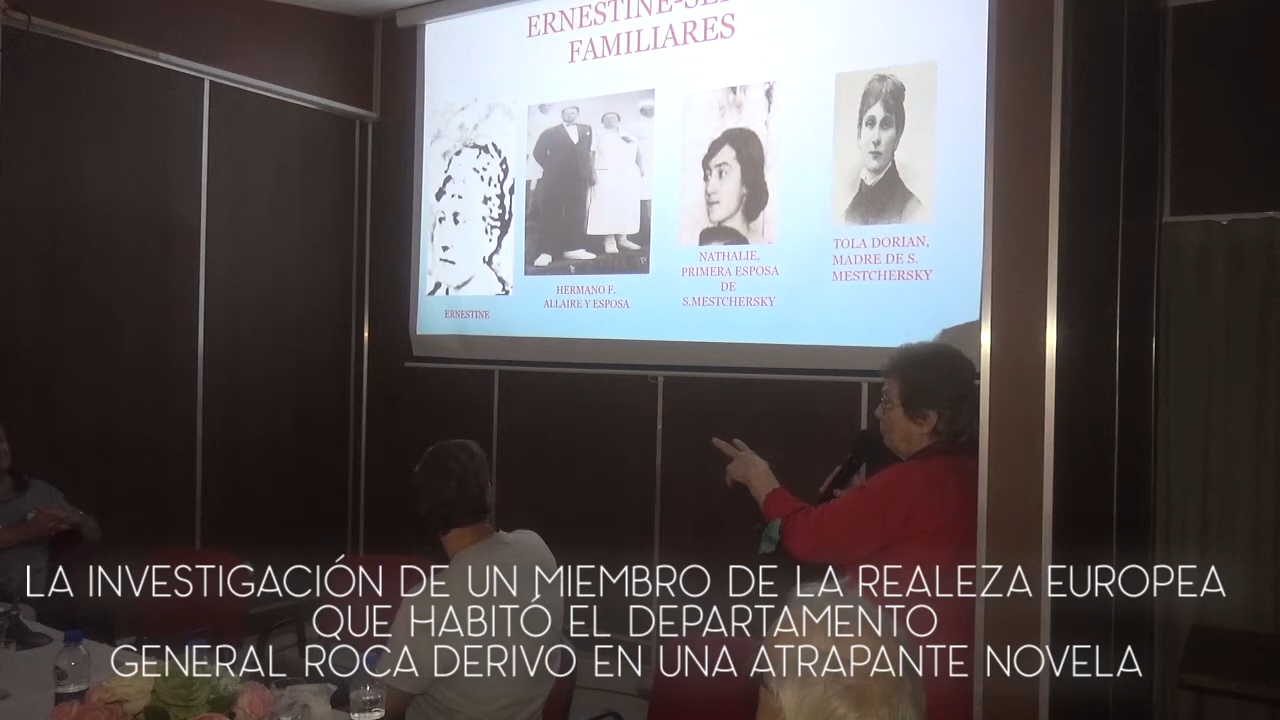 ERNESTINE-
FAMILIARES
ERNESTINE
HERMANO F.
ALLAIRE Y ESPOSA
NATHALIE,
PRIMERA ESPOSA
DE
S.MESTCHERSKY
TOLA DORIAN,
MADRE DE S.
MESTCHERSKY
LA INVESTIGACIÓN DE UN MIEMBRO DE LA REALEZA EUROPEA
QUE HABITÓ EL DEPARTAMENTO
GENERAL ROCA DERIVO EN UNA ATRAPANTE NOVELA